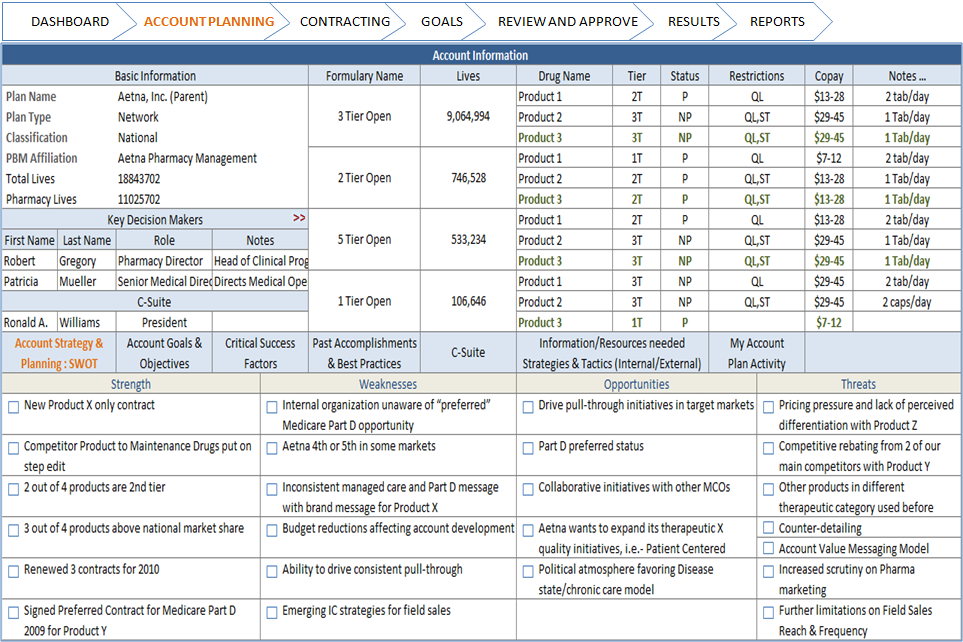 DASHBOARD ACCOUNT PLANNING CONTRACTING GOALS REVIEW AND APPROVE RESULTS REPORTS
Account Information
Basic Information Formulary Name Lives Drug Name Tier Status Restrictions Copay Notes ...
Plan Name Aetna, Inc. (Parent)
Plan Type Network
Classification National
PBM Affiliation Aetna Pharmacy Management
Total Lives 18843702
Pharmacy Lives 11025702
Key Decision Makers >>
First Name Last Name Role Notes
Robert Gregory Pharmacy Director Head of Clinical Prog
Patricia Mueller Senior Medical Direc Directs Medical Ope
C-Suite
Ronald A. Williams President
3 Tier Open 9,064,994
Product 1 2T P QL $13-28 2 tab/day
Product 2 3T NP QL,ST $29-45 1 Tab/day
Product 3 3T NP QL,ST $29-45 1 Tab/day
2 Tier Open 746,528
Product 1 1T P QL $7-12 2 tab/day
Product 2 2T P QL,ST $13-28 1 Tab/day
Product 3 2T P QL,ST $13-28 1 Tab/day
5 Tier Open 533,234
Product 1 2T P QL $13-28 2 tab/day
Product 2 3T NP QL,ST $29-45 1 Tab/day
Product 3 3T NP QL,ST $29-45 1 Tab/day
1 Tier Open 106,646
Product 1 3T NP QL $29-45 2 tab/day
Product 2 3T NP QL,ST $29-45 2 caps/day
Product 3 1T P $7-12
Account Strategy &
Planning : SWOT
Account Goals &
Objectives
Critical Success
Factors
Past Accomplishments
& Best Practices
C-Suite
Information/Resources needed
Strategies & Tactics (Internal/External)
My Account
Plan Activity
Strength
New Product X only contract
Competitor Product to Maintenance Drugs put on
step edit
2 out of 4 products are 2nd tier
3 out of 4 products above national market share
Renewed 3 contracts for 2010
Signed Preferred Contract for Medicare Part D
2009 for Product Y
Weaknesses
Internal organization unaware of “preferred”
Medicare Part D opportunity
Aetna 4th or 5th in some markets
Inconsistent managed care and Part D message
with brand message for Product X
Budget reductions affecting account development
Ability to drive consistent pull-through
Emerging IC strategies for field sales
Opportunities
Drive pull-through initiatives in target markets
Part D preferred status
Collaborative initiatives with other MCOs
Aetna wants to expand its therapeutic X
quality initiatives, i.e.- Patient Centered
Political atmosphere favoring Disease
state/chronic care model
Threats
Pricing pressure and lack of perceived
differentiation with Product Z
Competitive rebating from 2 of our
main competitors with Product Y
Other products in different
therapeutic category used before
Counter-detailing
Account Value Messaging Model
Increased scrutiny on Pharma
marketing
Further limitations on Field Sales
Reach & Frequency